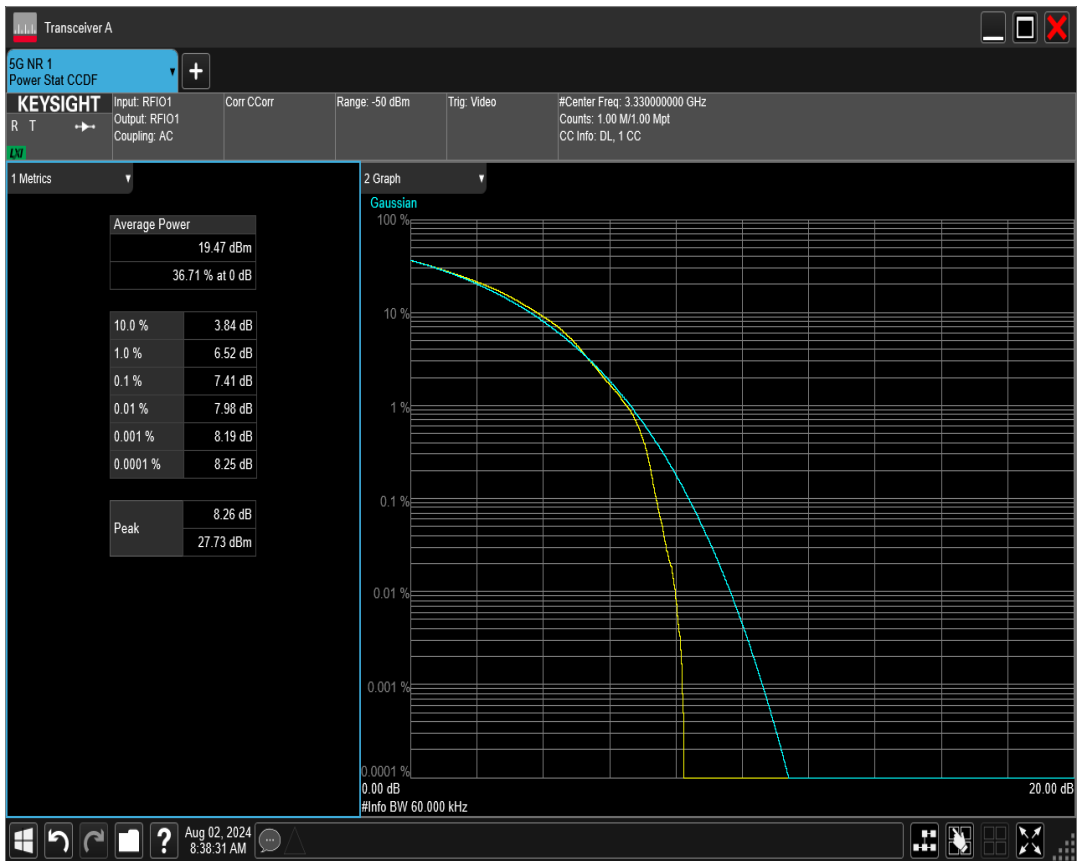 Transceiver A
5G NR 1
Power Stat CCDF
+
KEYSIGHT
R T
LXI
Input: RFIO1
Output: RFIO1
Coupling: AC
Corr CCorr
Range: -50 dBm
Trig: Video
#Center Freq: 3.330000000 GHz
Counts: 1.00 M/1.00 Mpt
CC Info: DL, 1 CC
1 Metrics
Average Power
19.47 dBm
36.71 % at 0 dB
10.0 % 3.84 dB
1.0 % 6.52 dB
0.1 % 7.41 dB
0.01 % 7.98 dB
0.001 % 8.19 dB
0.0001 % 8.25 dB
Peak
8.26 dB
27.73 dBm
2 Graph
Gaussian
100 %
10 %
1 %
0.1 %
0.01 %
0.001 %
0.0001 %
0.00 dB 20.00 dB
#Info BW 60.000 kHz
?
Aug 02, 2024
8:38:31 AM